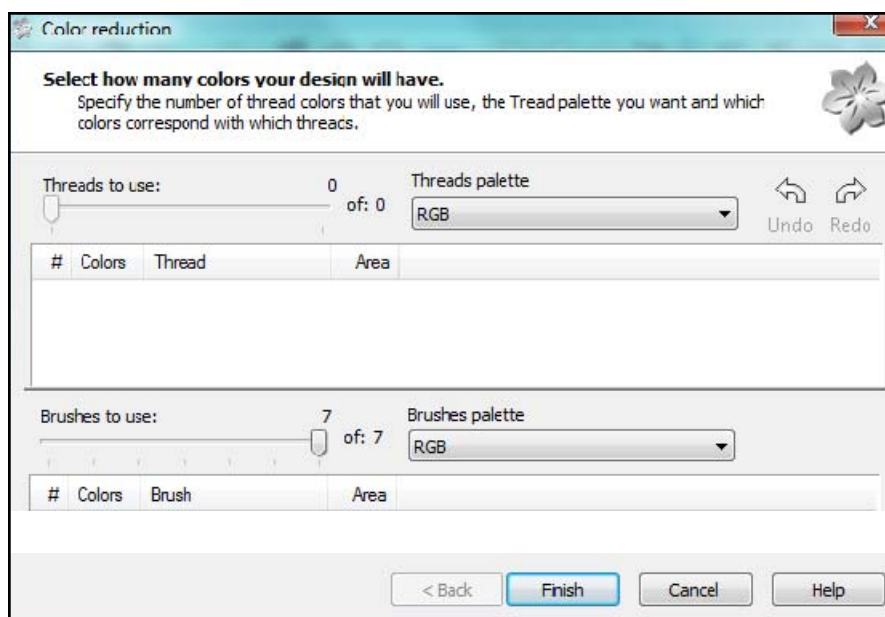 Color reduction
Select how many colors your design will have.
Specify the number of thread colors that you will use, the Tread palette you want and which
colors correspond with which threads.
Threads to use: 0 of: 0
Threads palette
RGB
Undo Redo
# Colors Thread Area
Brushes to use: 7 of: 7
Brushes palette
RGB
# Colors Brush Area
< Back Finish Cancel Help